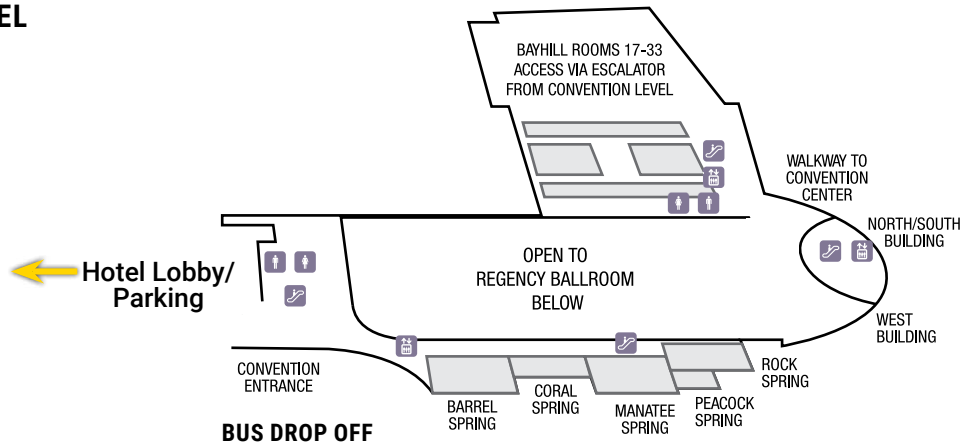 EL
BAYHILL ROOMS 17-33
ACCESS VIA ESCALATOR
FROM CONVENTION LEVEL
WALKWAY TO
CONVENTION
CENTER
NORTH/SOUTH
BUILDING
OPEN TO
REGENCY BALLROOM
BELOW
Hotel Lobby/
Parking
WEST
BUILDING
CONVENTION
ENTRANCE
ROCK
SPRING
CORAL
SPRING
BARREL
SPRING
MANATEE
SPRING
PEACOCK
SPRING
BUS DROP OFF